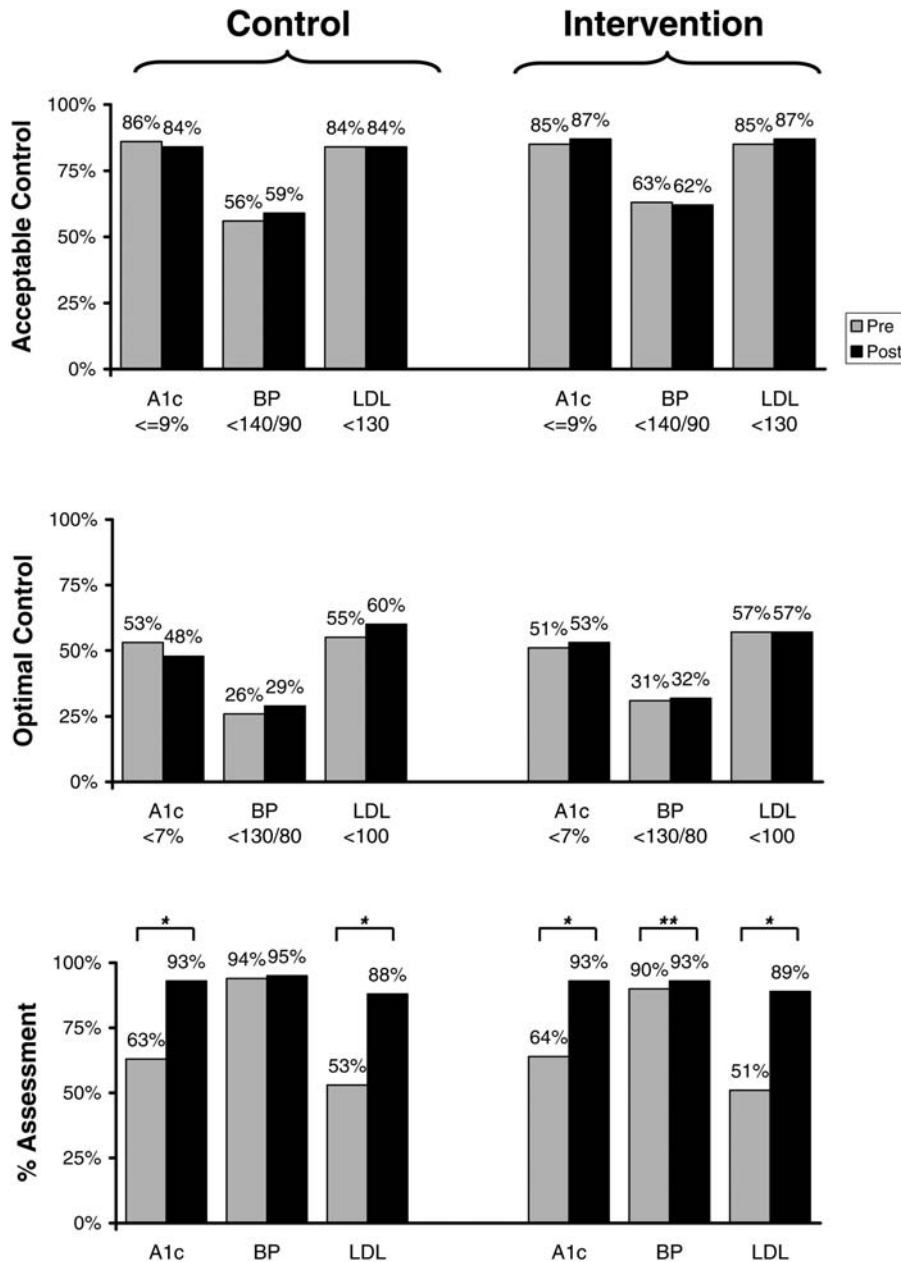 Control Intervention
Acceptable Control
100%
75%
50%
25%
0%
86% 84% 56% 59% 84% 84% 85% 87% 63% 62% 85% 87%
Pre
Post
A1c BP LDL A1c BP LDL
<=9% <140/90 <130 <=9% <140/90 <130
Optimal Control
100%
75%
50%
25%
0%
53% 48% 26% 29% 55% 60% 51% 53% 31% 32% 57% 57%
A1c BP LDL A1c BP LDL
<7% <130/80 <100 <7% <130/80 <100
% Assessment
* * * ** *
100%
75%
50%
25%
0%
63% 93% 94% 95% 53% 88% 64% 93% 90% 93% 51% 89%
A1c BP LDL A1c BP LDL